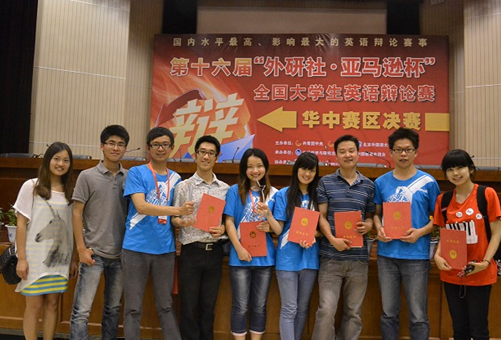 国内水平最高、影响最大的英语辩论赛事
第十六届“外研社·亚马逊杯”
全国大学生英语辩论赛
辩
华中赛区决赛